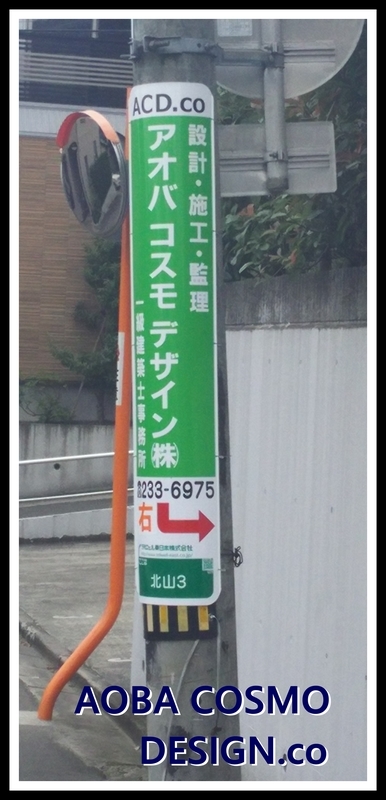 ACD.co
設計・施工・監理
アオバ コスモ デザイン㈱
一級建築士事務所
233-6975
右
北山3
AOBA COSMO
DESIGN.co